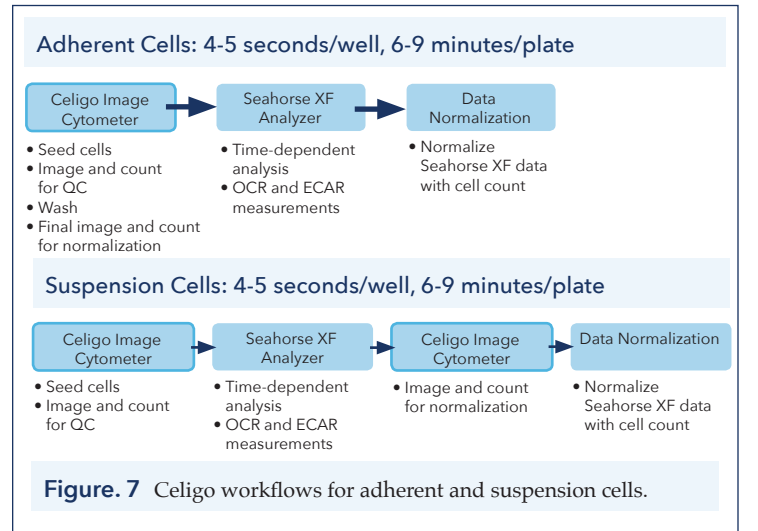 Adherent Cells: 4-5 seconds/well, 6-9 minutes/plate
Celigo Image
Cytometer
• Seed cells
• Image and count
for QC
• Wash
• Final image and count
for normalization
Seahorse XF
Analyzer
• Time-dependent
analysis
• OCR and ECAR
measurements
Data
Normalization
• Normalize
Seahorse XF data
with cell count
Suspension Cells: 4-5 seconds/well, 6-9 minutes/plate
Celigo Image
Cytometer
• Seed cells
• Image and count
for QC
Seahorse XF
Analyzer
• Time-dependent
analysis
• OCR and ECAR
measurements
Celigo Image
Cytometer
• Image and count
for normalization
Data Normalization
• Normalize
Seahorse XF data
with cell count
Figure. 7 Celigo workflows for adherent and suspension cells.